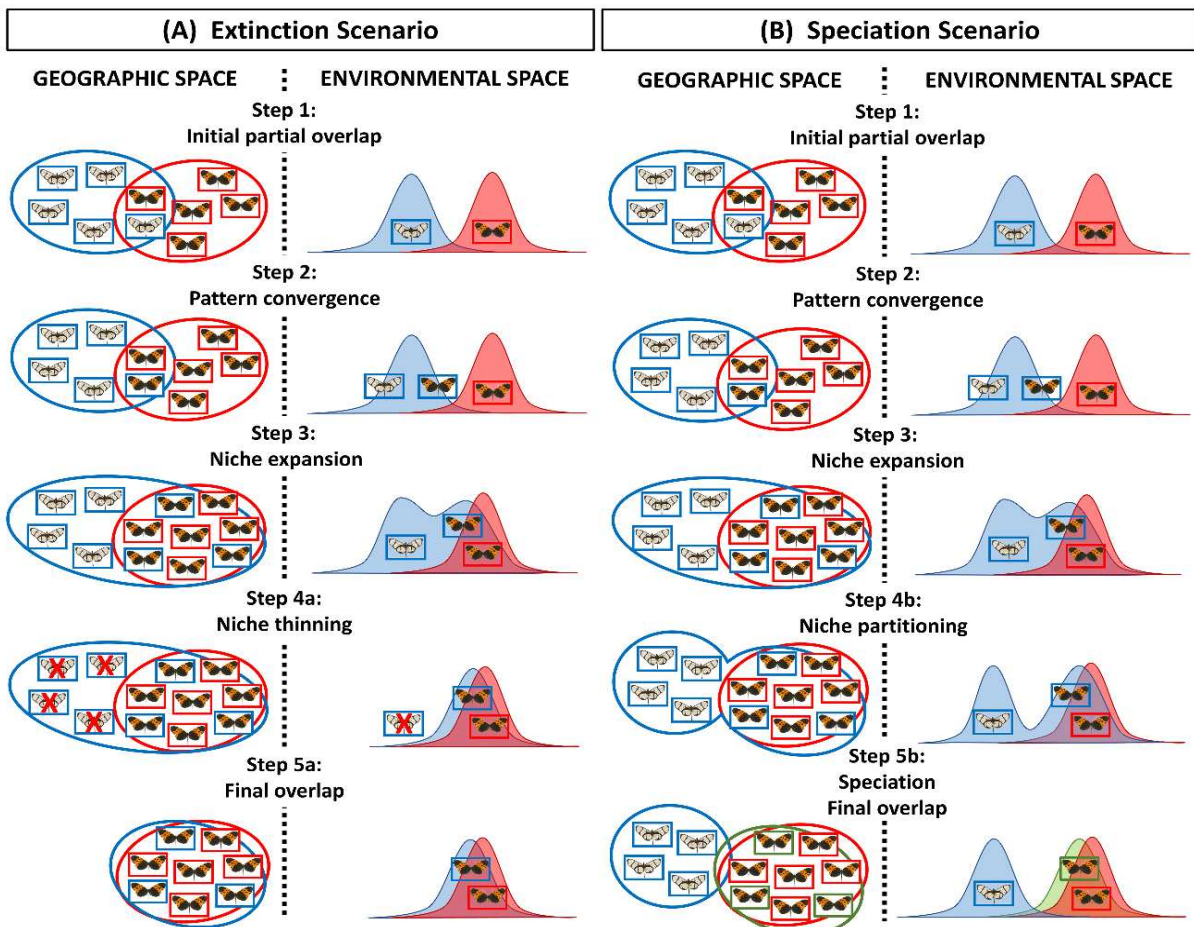 (A) Extinction Scenario
GEOGRAPHIC SPACE
ENVIRONMENTAL SPACE
Step 1:
Initial partial overlap
Step 2:
Pattern convergence
Step 3:
Niche expansion
Step 4a:
Niche thinning
Step 5a:
Final overlap
(B) Speciation Scenario
GEOGRAPHIC SPACE
ENVIRONMENTAL SPACE
Step 1:
Initial partial overlap
Step 2:
Pattern convergence
Step 3:
Niche expansion
Step 4b:
Niche partitioning
Step 5b:
Speciation
Final overlap